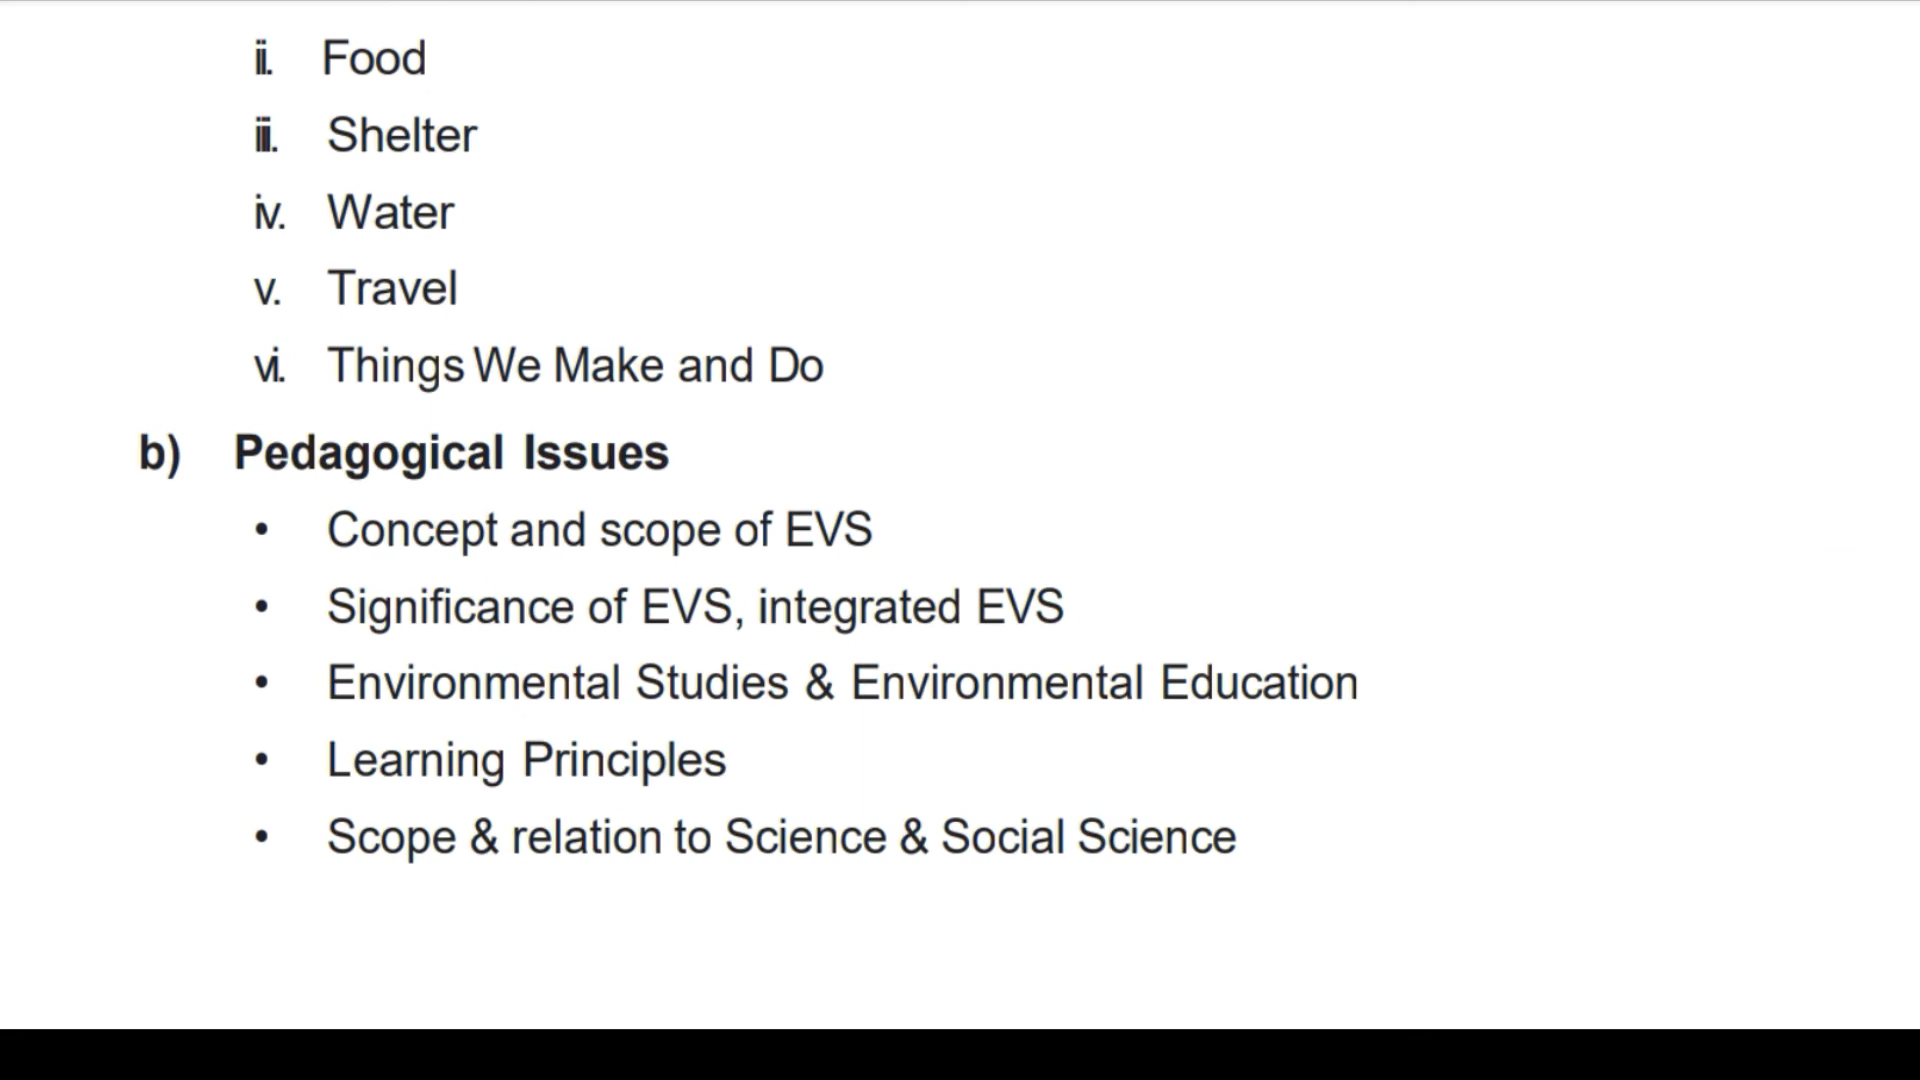 ii. Food
iii. Shelter
iv. Water
v. Travel
vi. Things We Make and Do
b) Pedagogical Issues
• Concept and scope of EVS
• Significance of EVS, integrated EVS
• Environmental Studies & Environmental Education
• Learning Principles
• Scope & relation to Science & Social Science